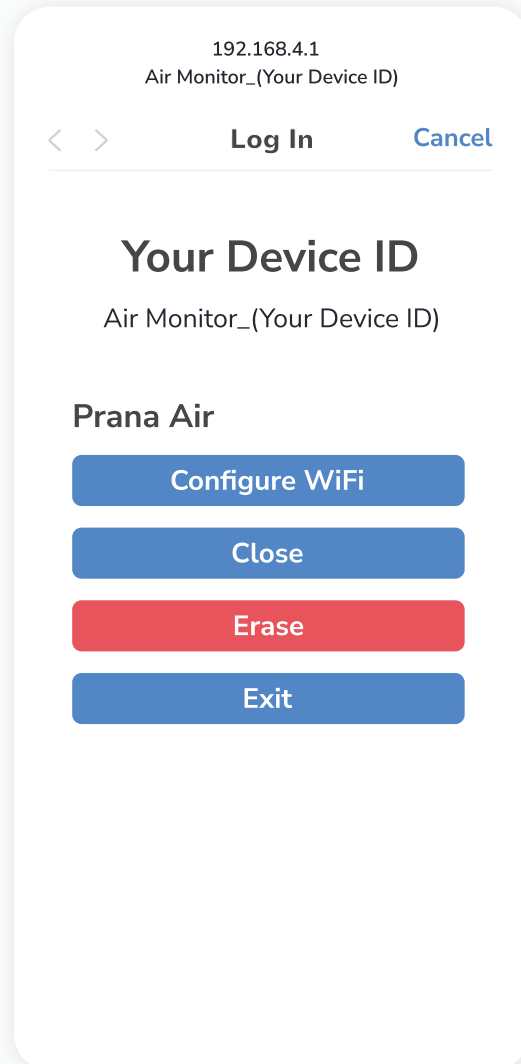 192.168.4.1
Air Monitor_(Your Device ID)
Log In
Cancel
Your Device ID
Air Monitor_(Your Device ID)
Prana Air
Configure WiFi
Close
Erase
Exit